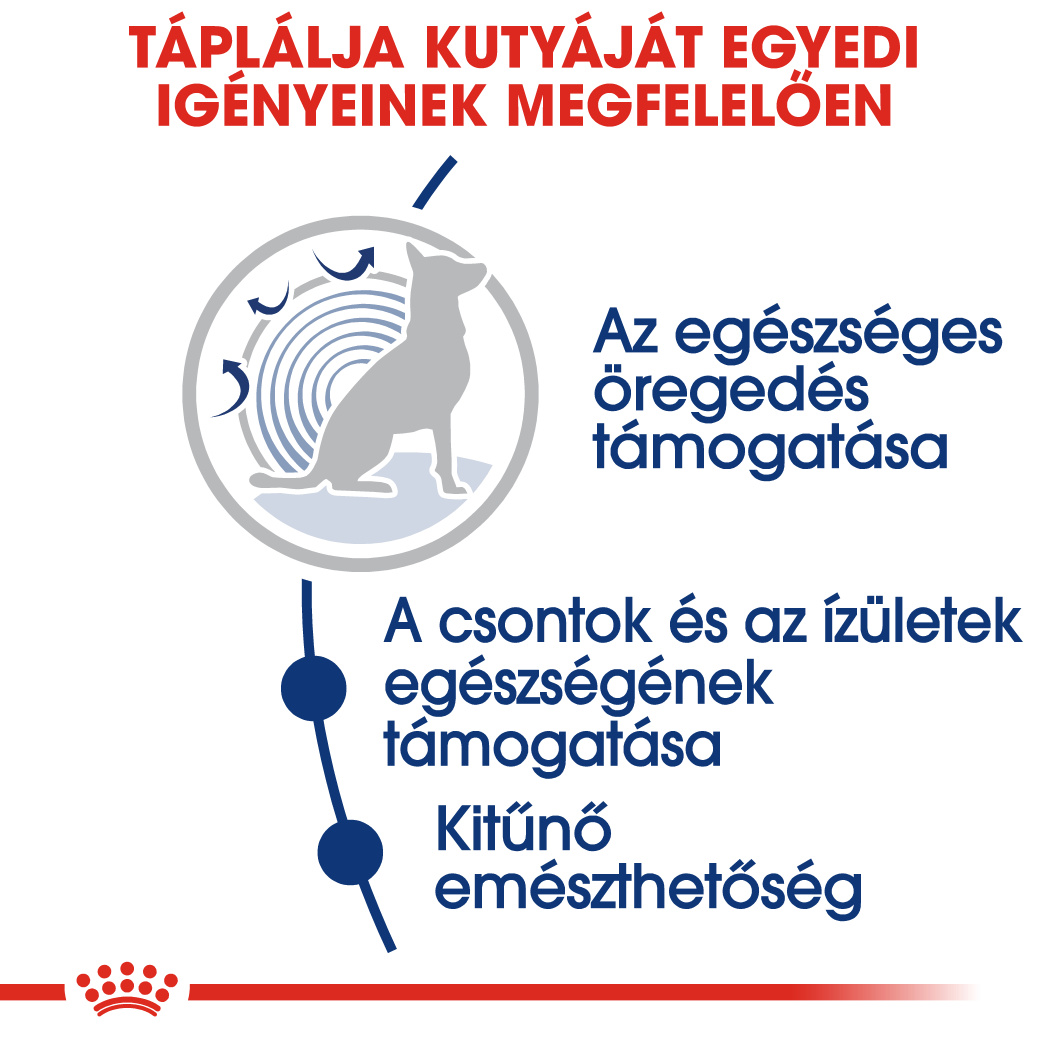 TÁPLÁLJA KUTYÁJÁT EGYEDI
IGÉNYEINEK MEGFELELŐEN
Az egészséges
öregedés
támogatása
A csontok és az ízületek
egészségének
támogatása
Kitűnő
emészthetőség